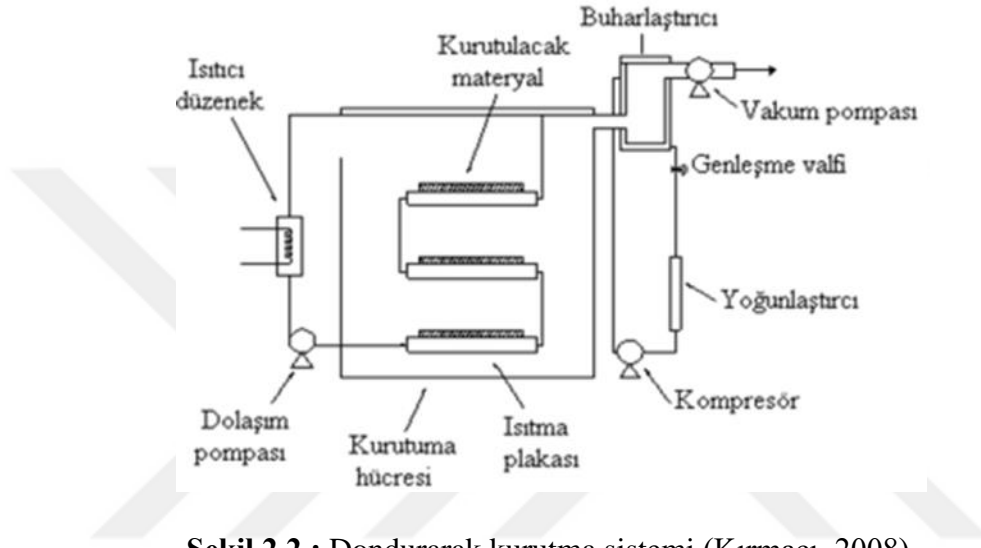 Buharlaştırıcı
Kurutulacak
materyal
Isıtıcı
düzenek
Vakum pompası
Genleşme valfi
Yoğunlaştırcı
Kompresör
Dolaşım
pompası
Kurutuma
hücresi
Isıtma
plakası
Şekil 2.2 : Dondurarak kurutma sistemi (Kırmacı, 2008)